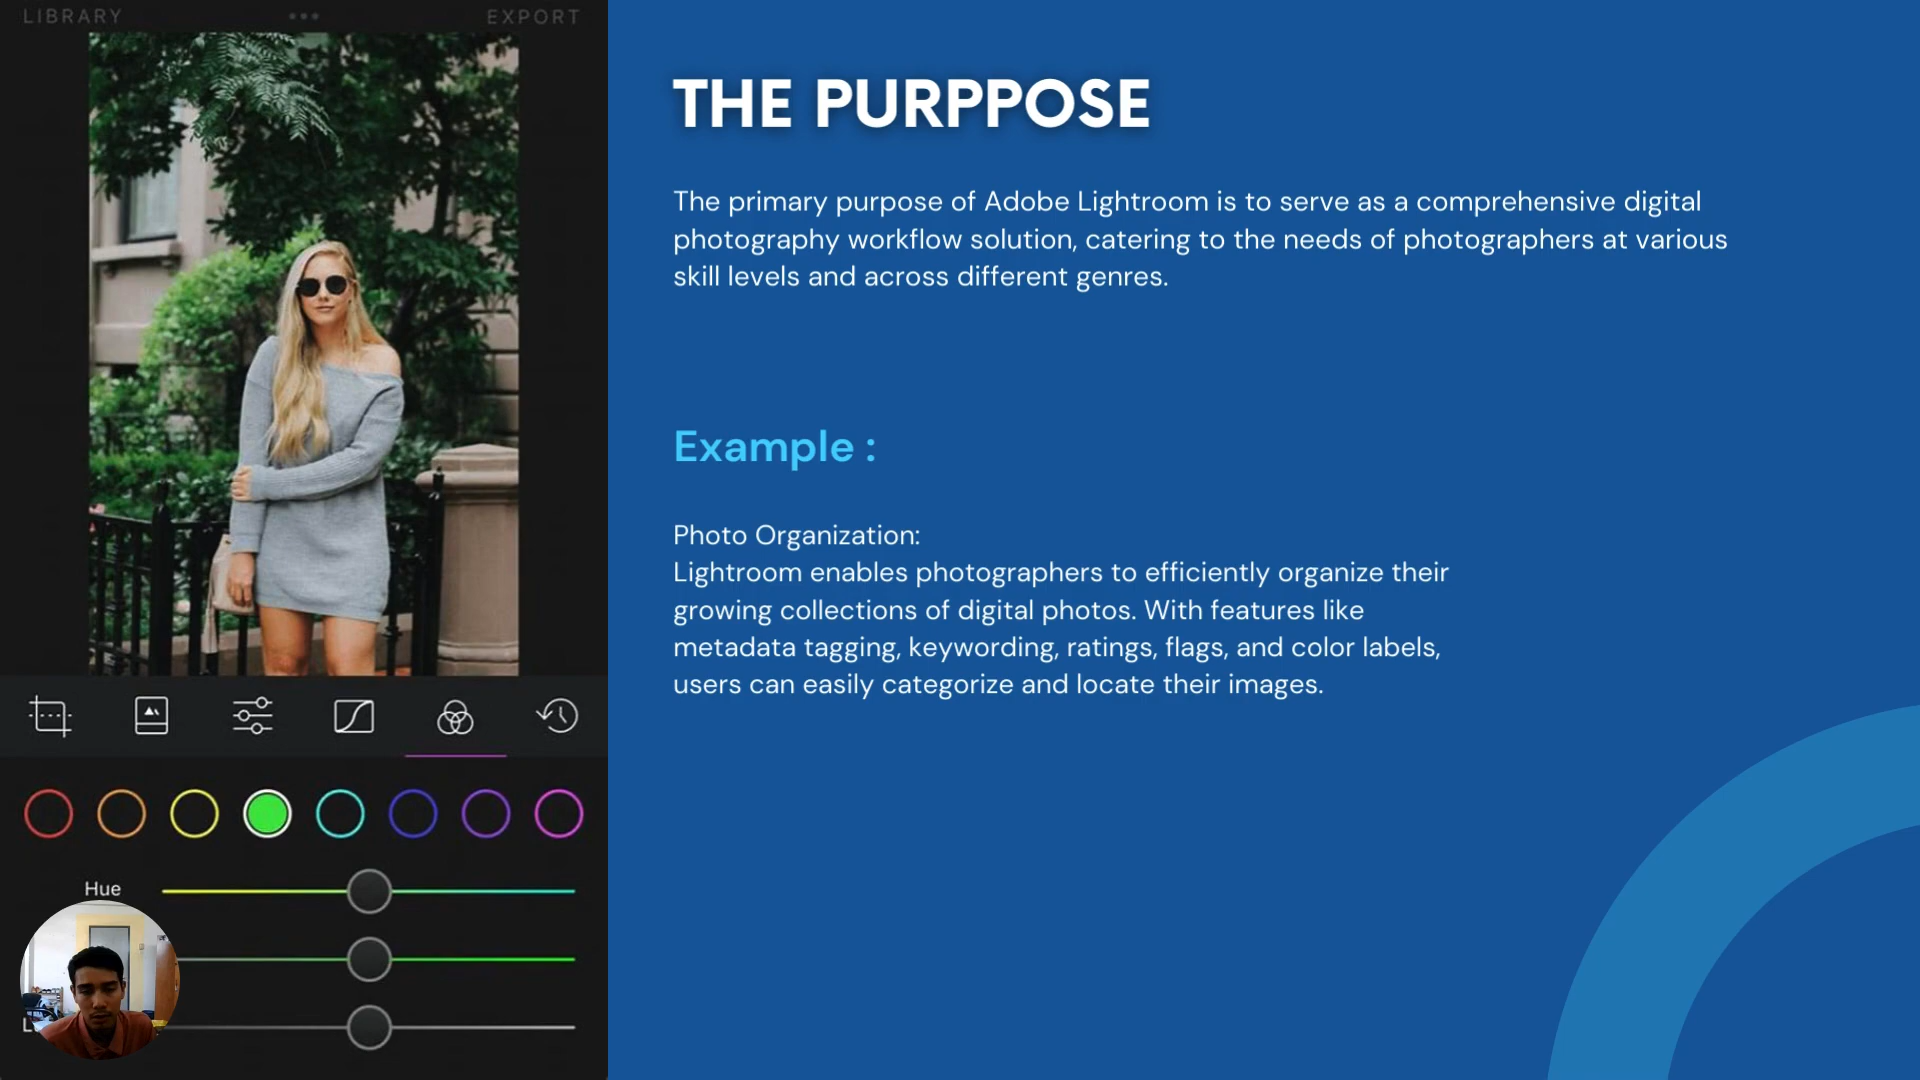 LIBRARY
EXPORT
Hue
THE PURPPOSE
The primary purpose of Adobe Lightroom is to serve as a comprehensive digital
photography workflow solution, catering to the needs of photographers at various
skill levels and across different genres.
Example :
Photo Organization:
Lightroom enables photographers to efficiently organize their
growing collections of digital photos. With features like
metadata tagging, keywording, ratings, flags, and color labels,
users can easily categorize and locate their images.